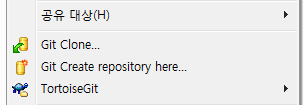 공유 대상(H)
Git Clone...
Git Create repository here...
TortoiseGit